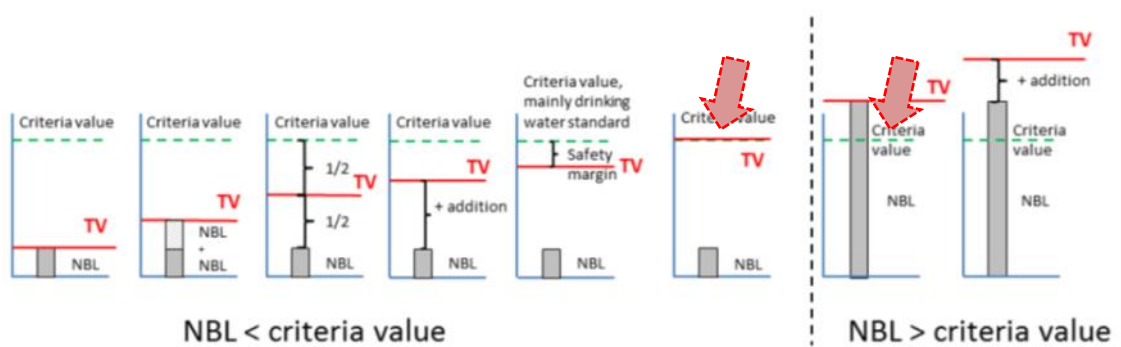 Criteria value
TV
NBL
Criteria value
TV
NBL
+
NBL
Criteria value
1/2
TV
1/2
NBL
Criteria value
TV
+ addition
NBL
Criteria value,
mainly drinking
water standard
Safety
margin
TV
NBL
Criteria value
TV
NBL
TV
Criteria
value
NBL
TV
+ addition
Criteria
value
NBL
NBL < criteria value
NBL > criteria value